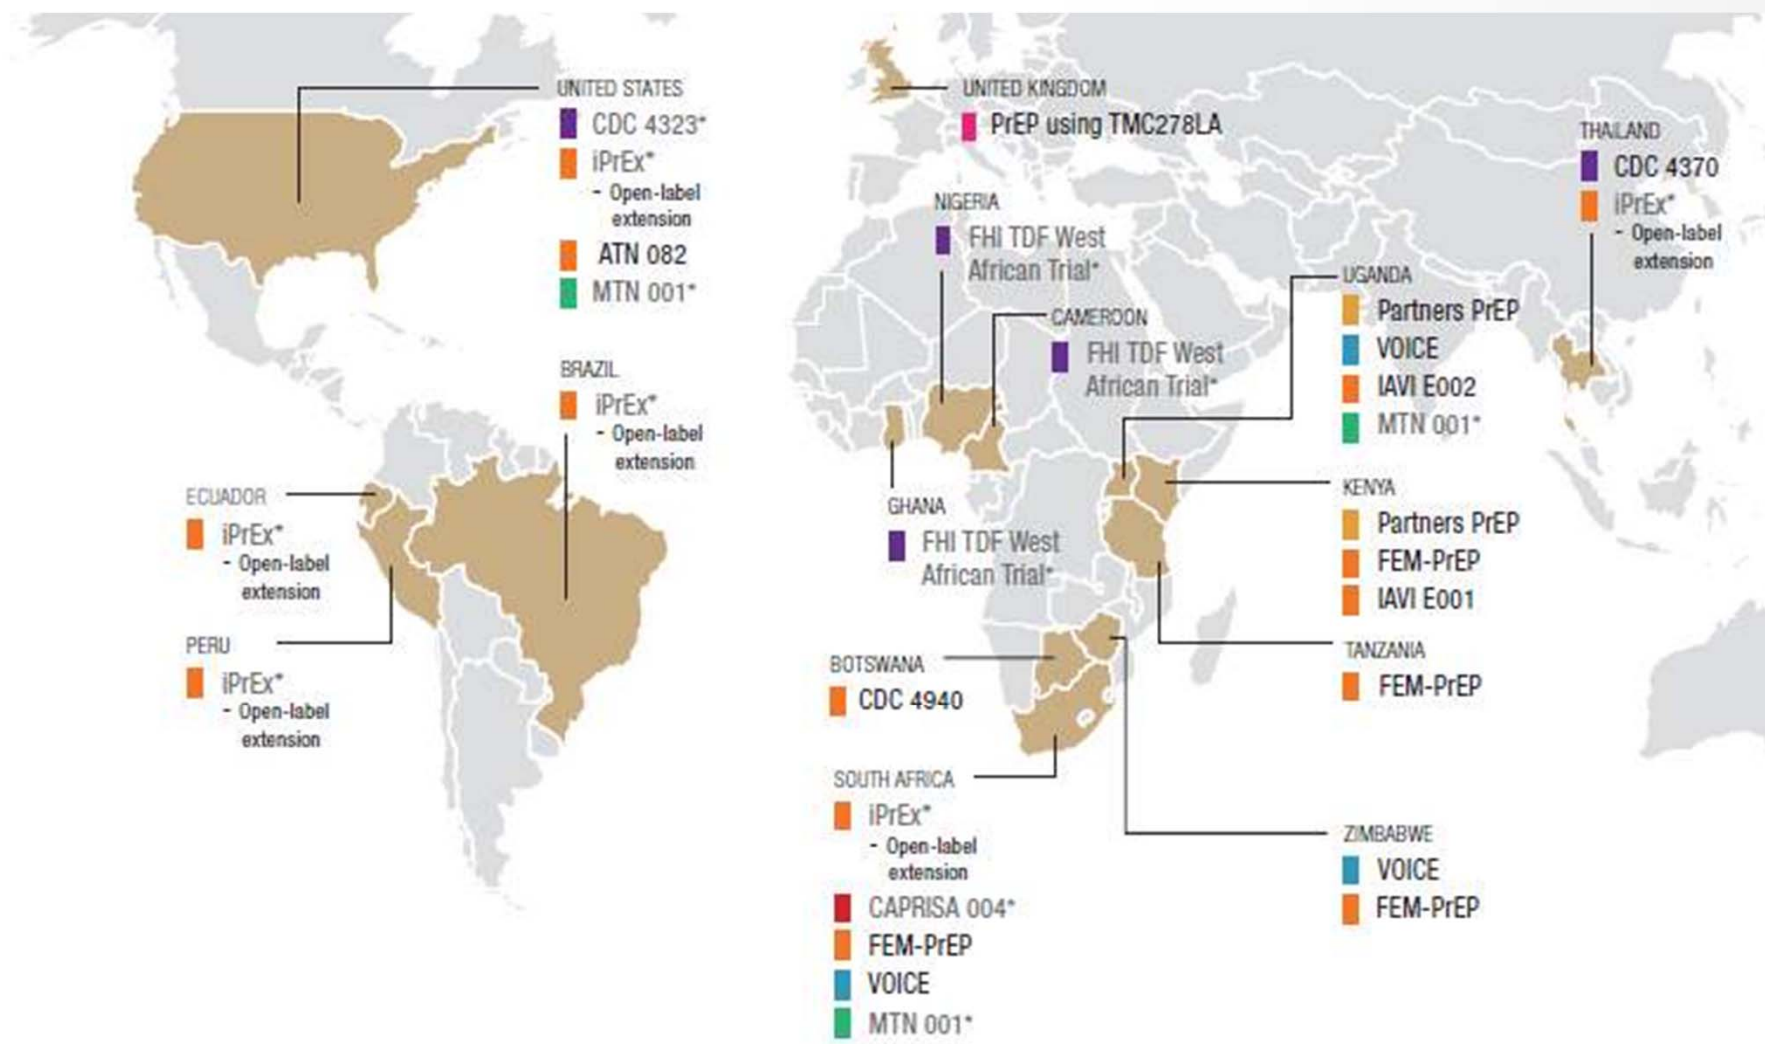 UNITED STATES
CDC 4323*
iPrEx*
- Open-label
extension
ATN 082
MTN 001*
BRAZIL
iPrEx*
- Open-label
extension
ECUADOR
iPrEx*
- Open-label
extension
PERU
iPrEx*
- Open-label
extension
UNITED KINGDOM
PrEP using TMC278LA
NIGERIA
FHI TDF West
African Trial*
CAMEROON
FHI TDF West
African Trial*
GHANA
FHI TDF West
African Trial*
BOTSWANA
CDC 4940
SOUTH AFRICA
iPrEx*
- Open-label
extension
CAPRISA 004*
FEM-PrEP
VOICE
MTN 001*
THAILAND
CDC 4370
iPrEx*
- Open-label
extension
UGANDA
Partners PrEP
VOICE
IAVI E002
MTN 001*
KENYA
Partners PrEP
FEM-PrEP
IAVI E001
TANZANIA
FEM-PrEP
ZIMBABWE
VOICE
FEM-PrEP